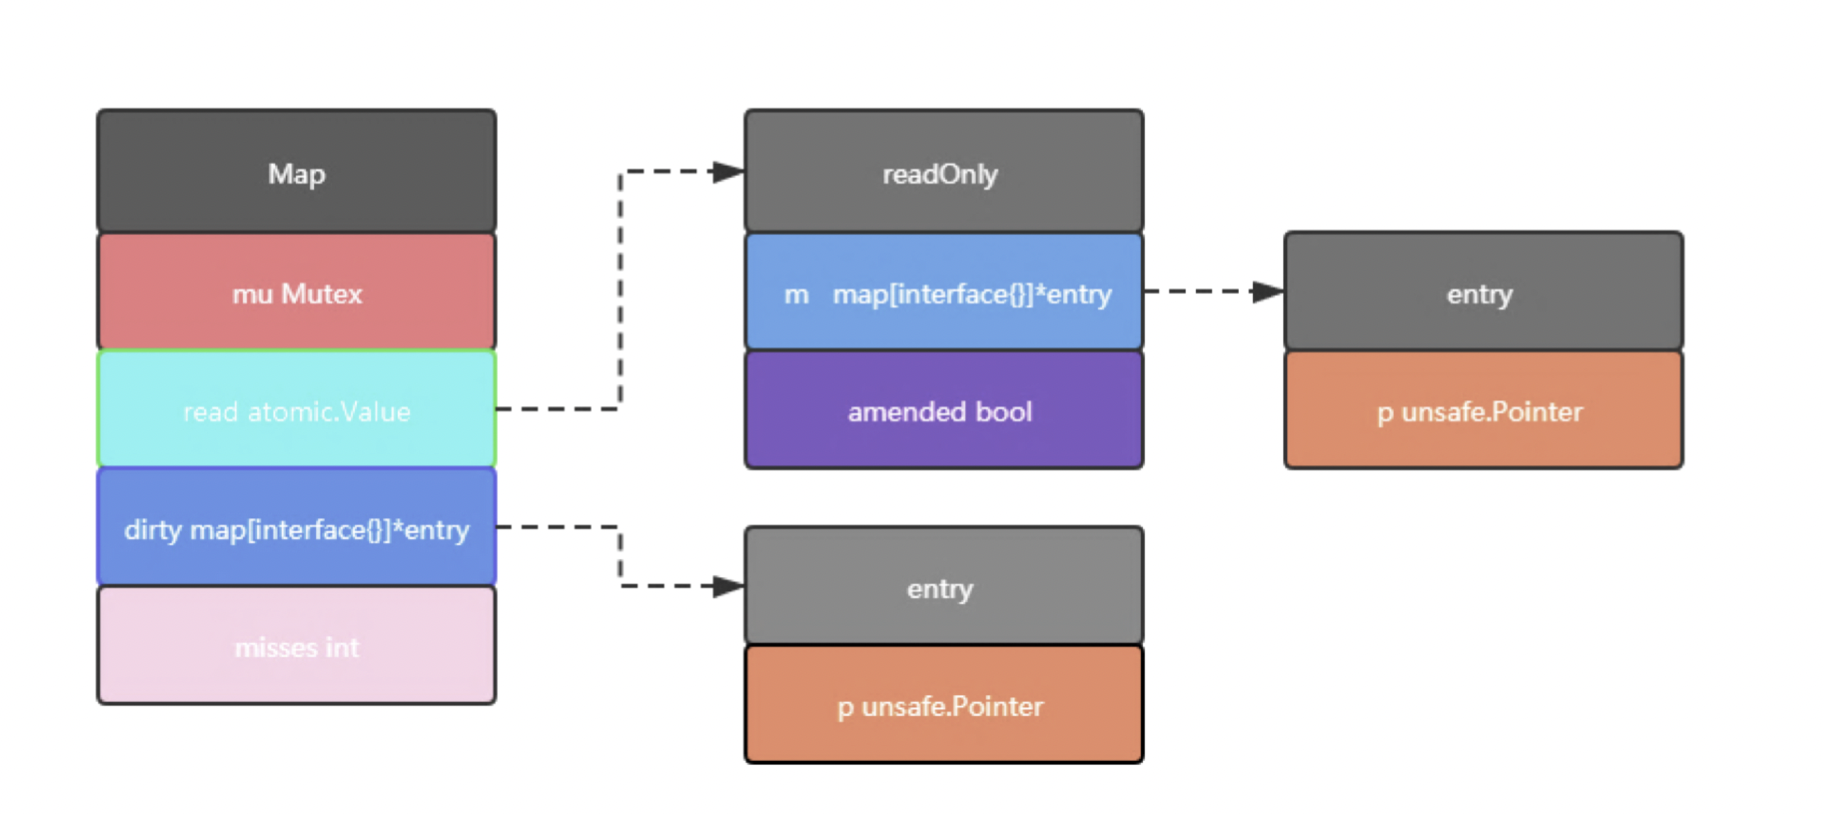 Map
mu Mutex
read atomic.Value
dirty map[interface{}]*entry
misses int
readOnly
m map[interface{}]*entry
amended bool
entry
p unsafe.Pointer
entry
p unsafe.Pointer